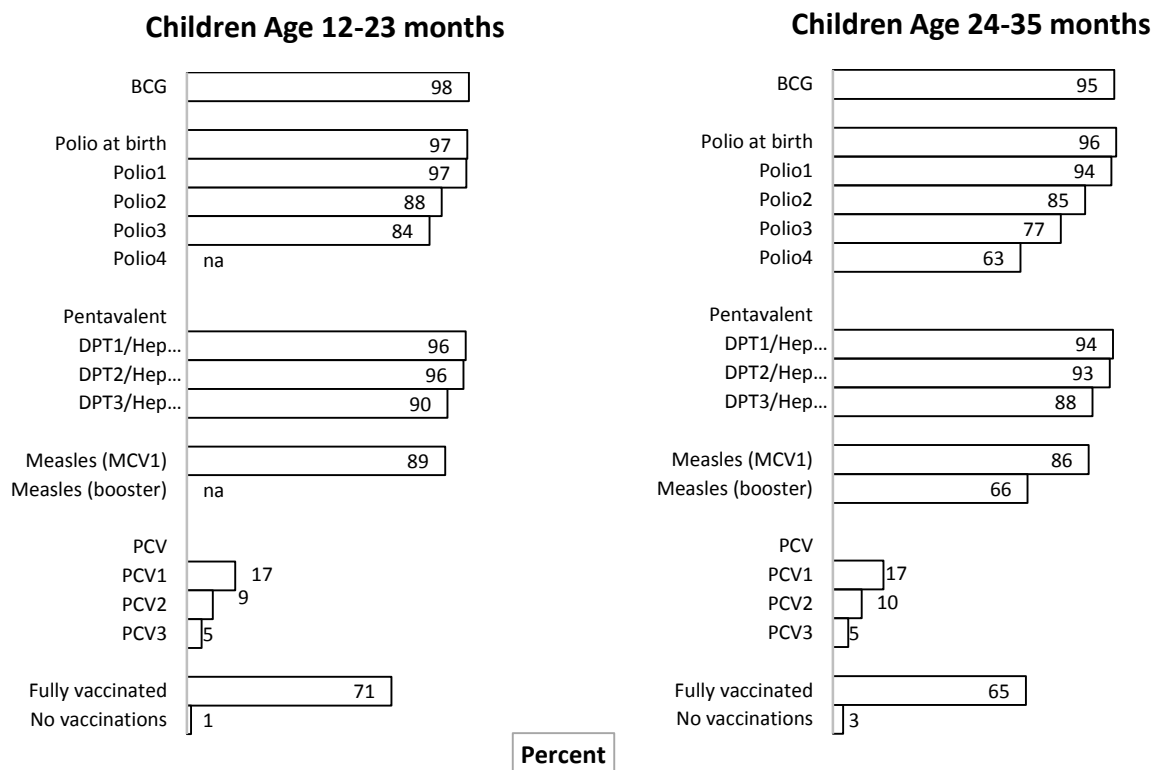 Children Age 12-23 months
BCG 98
Polio at birth 97
Polio1 97
Polio2 88
Polio3 84
Polio4 na
Pentavalent
DPT1/Hep... 96
DPT2/Hep... 96
DPT3/Hep... 90
Measles (MCV1) 89
Measles (booster) na
PCV
PCV1 17
PCV2 9
PCV3 5
Fully vaccinated 71
No vaccinations 1
Children Age 24-35 months
BCG 95
Polio at birth 96
Polio1 94
Polio2 85
Polio3 77
Polio4 63
Pentavalent
DPT1/Hep... 94
DPT2/Hep... 93
DPT3/Hep... 88
Measles (MCV1) 86
Measles (booster) 66
PCV
PCV1 17
PCV2 10
PCV3 5
Fully vaccinated 65
No vaccinations 3
Percent